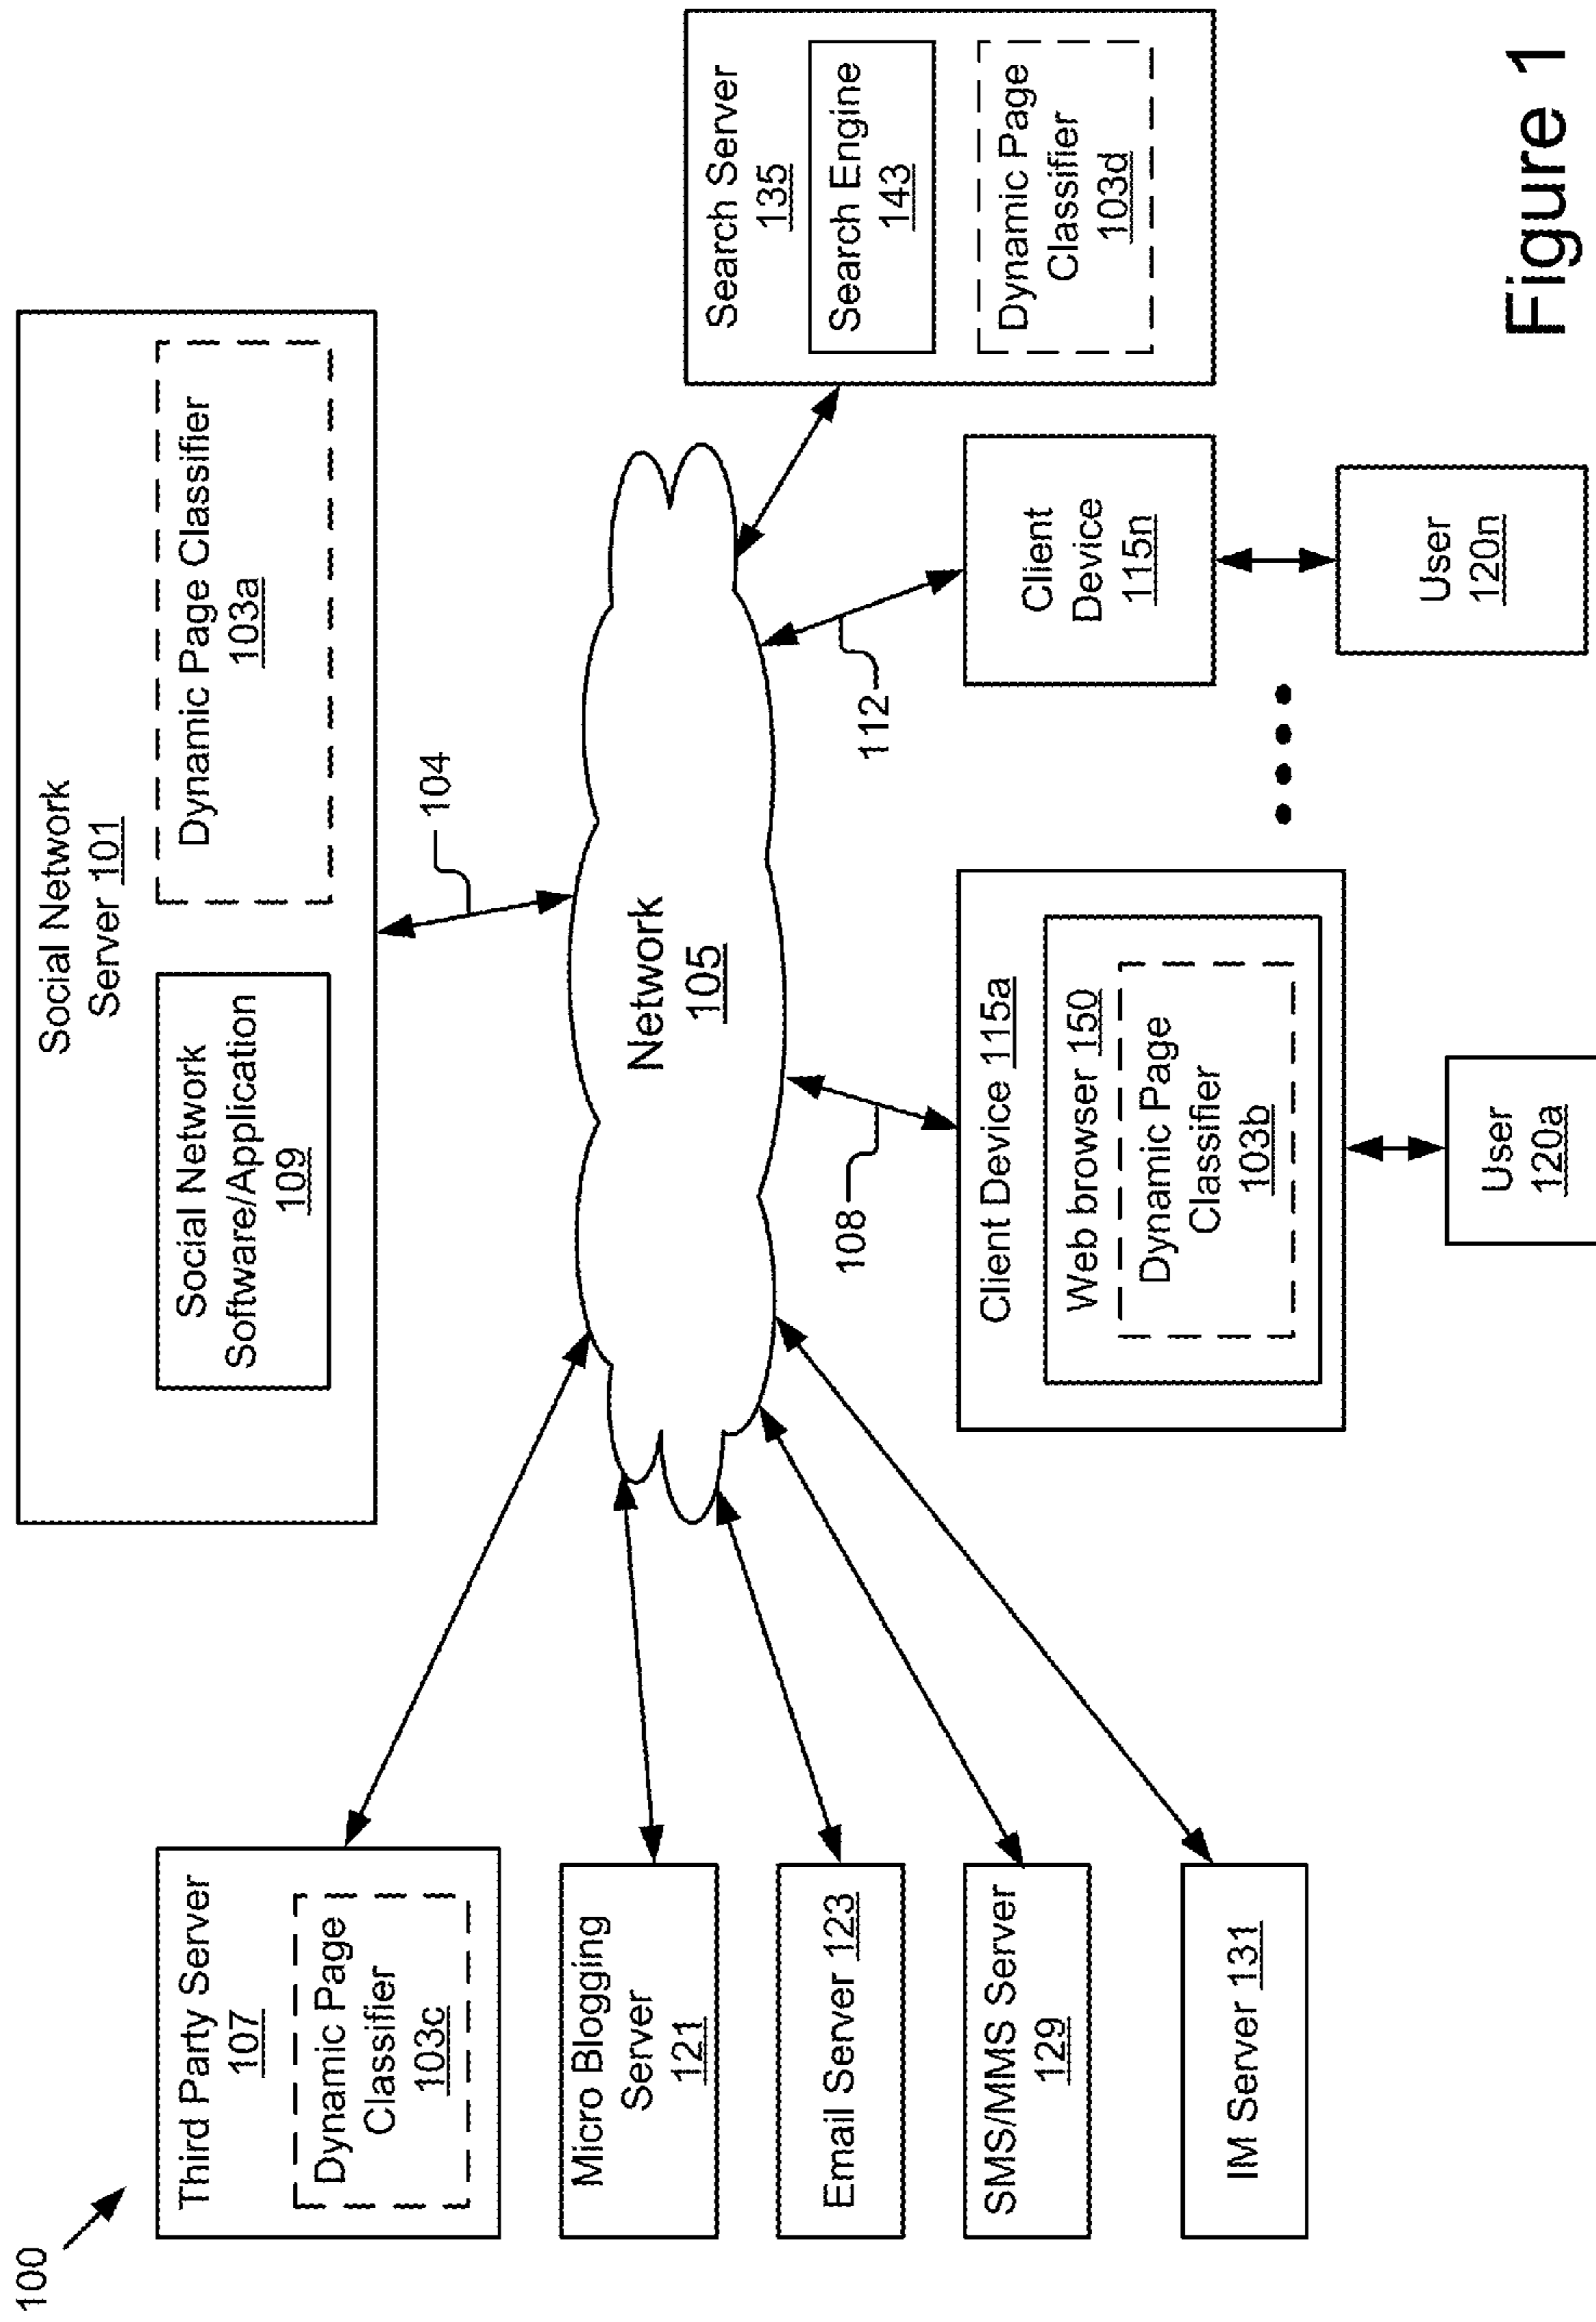 100
Social Network
Server 101
Social Network
Software/Application
109
Dynamic Page Classifier
103a
Third Party Server
107
Dynamic Page
Classifier
103c
104
Micro Blogging
Server
121
Network
105
Search Server
135
Search Engine
143
Dynamic Page
Classifier
103d
Email Server 123
108
112
SMS/MMS Server
129
Client Device 115a
Web browser 150
Dynamic Page
Classifier
103b
Client
Device
115n
IM Server 131
User
120a
User
120n
Figure 1